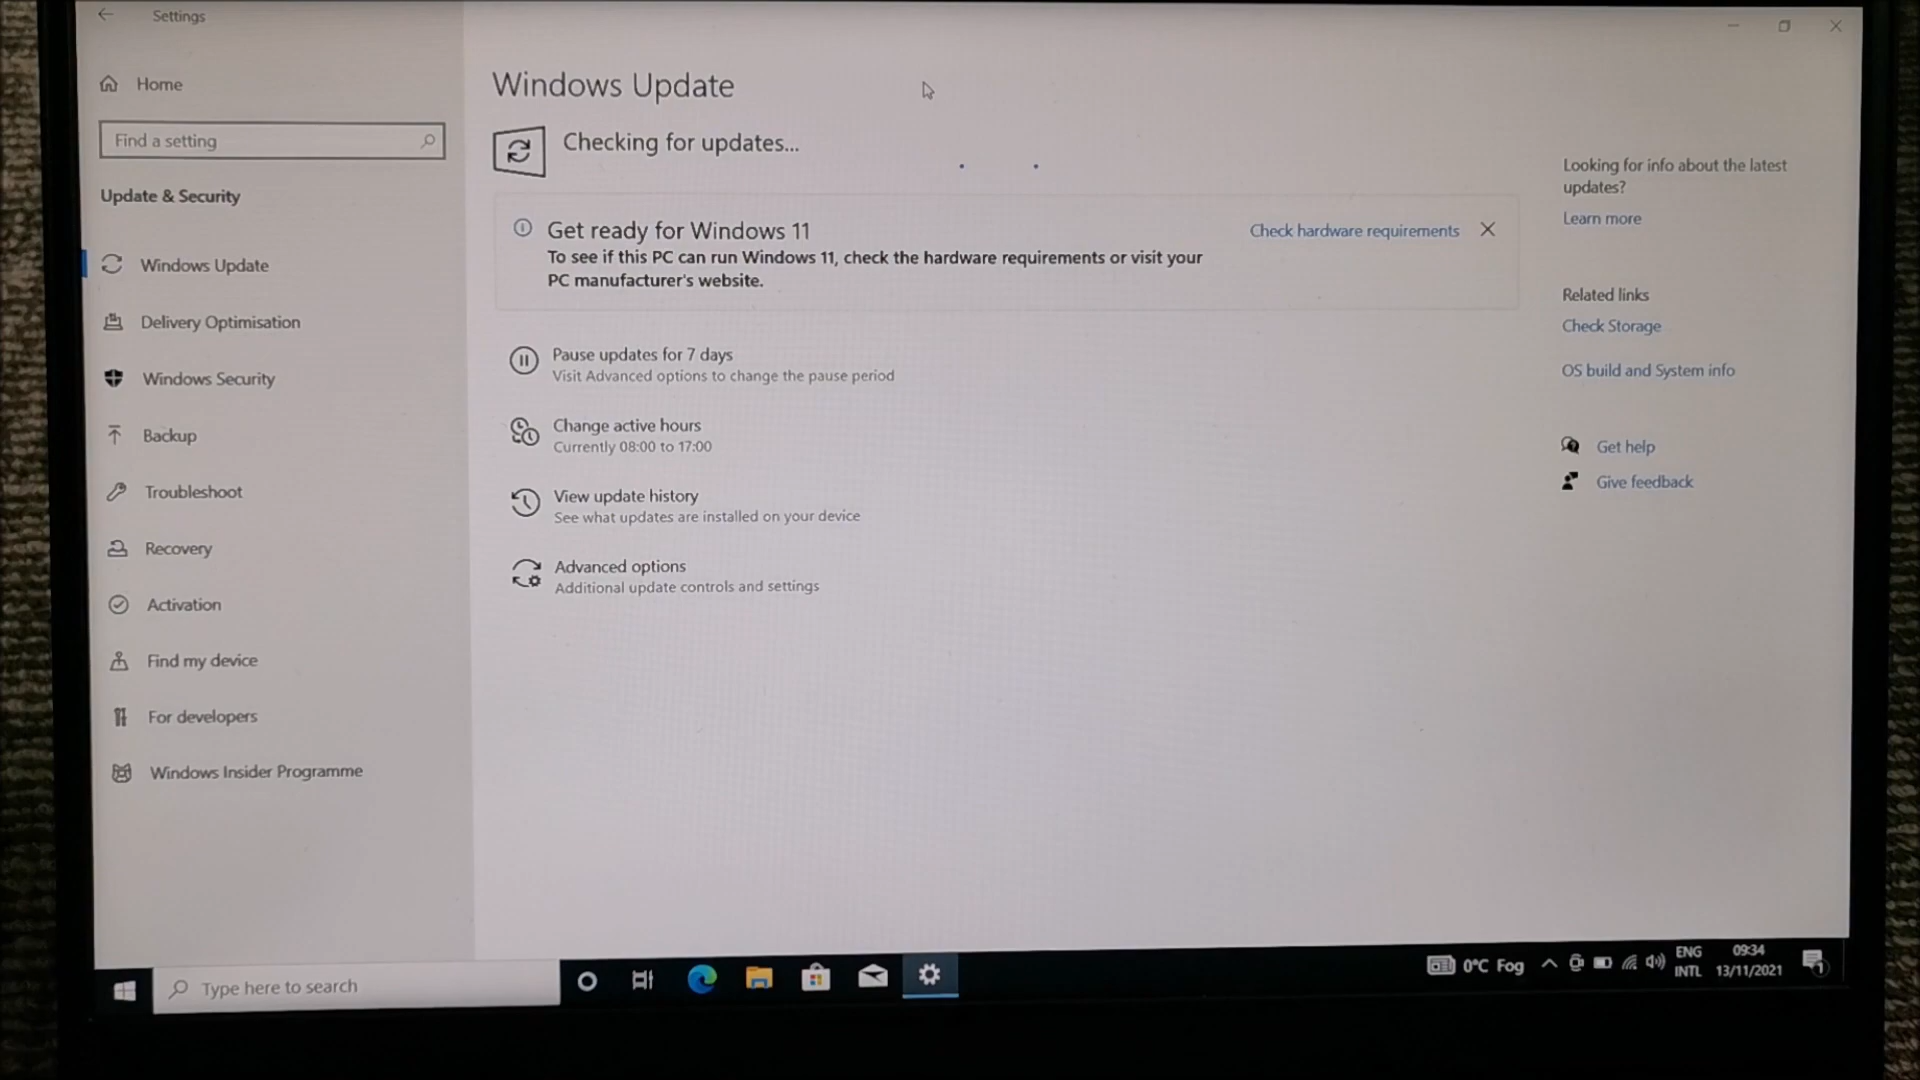 Settings
Home
Find a setting
Update & Security
Windows Update
Delivery Optimisation
Windows Security
Backup
Troubleshoot
Recovery
Activation
Find my device
For developers
Windows Insider Programme
Windows Update
Checking for updates...
Get ready for Windows 11
Check hardware requirements
To see if this PC can run Windows 11, check the hardware requirements or visit your
PC manufacturer's website.
Pause updates for 7 days
Visit Advanced options to change the pause period
Change active hours
Currently 08:00 to 17:00
View update history
See what updates are installed on your device
Advanced options
Additional update controls and settings
Looking for info about the latest
updates?
Learn more
Related links
Check Storage
OS build and System info
Get help
Give feedback
Type here to search
0°C Fog
ENG
INTL
09:34
13/11/2021
1